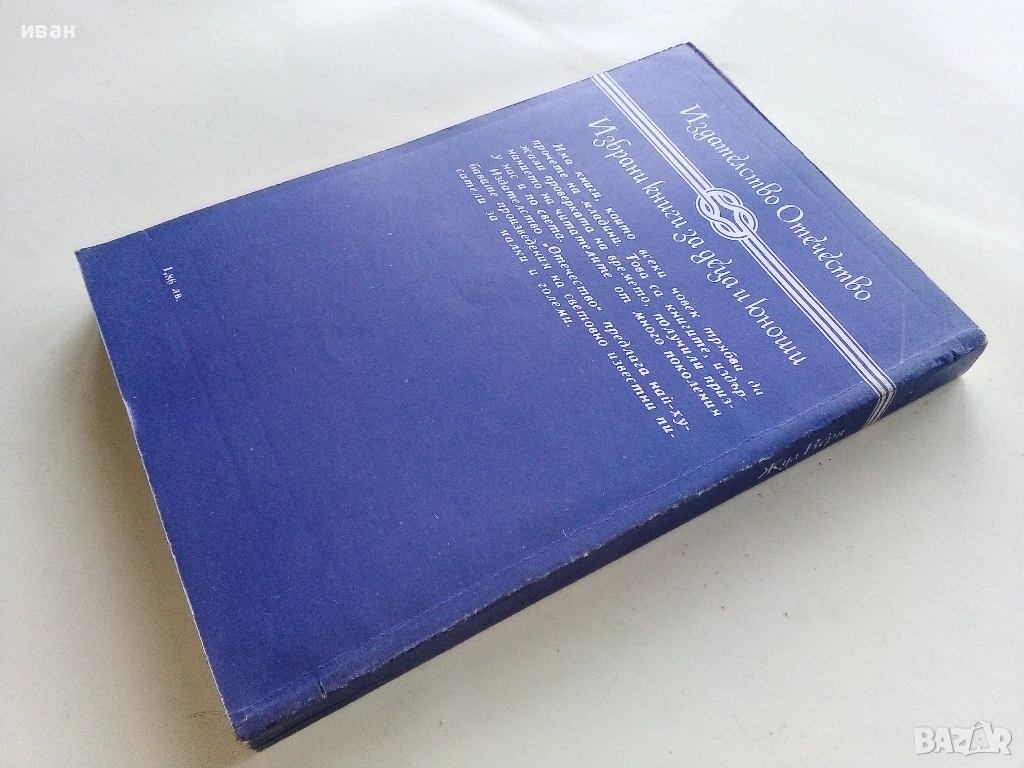 иван
Издателство Отечество
Избрани книги за деца и юноши
Има книги, които всеки човек трябва да
прочете на младини. Това са книгите, издър-
жали проверката на времето, получили приз-
нанието на читателите от много поколения
у нас и по света.
Издателство „Отечество“ предлага най-ху-
бавите произведения на световно известни пи-
сатели за малки и големи.
1,86 лв.
Жул Верн
BAZAR